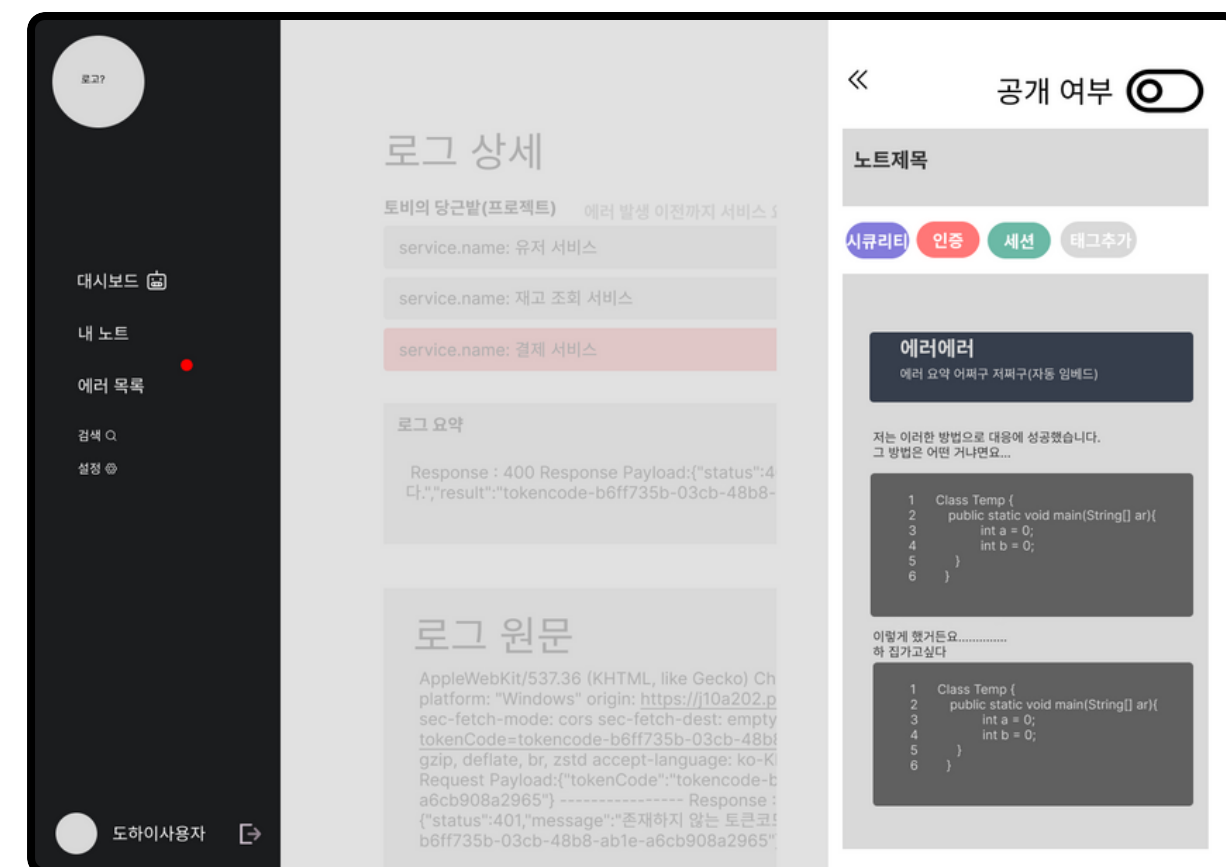 로고?
대시보드
내 노트
에러 목록
검색
설정
도하이사용자
로그 상세
토비의 당근밭(프로젝트) 에러 발생 이전까지 서비스
service.name: 유저 서비스
service.name: 재고 조회 서비스
service.name: 결제 서비스
로그 요약
Response : 400 Response Payload:{"status":4
다.","result":"tokencode-b6ff735b-03cb-48b8-
로그 원문
AppleWebKit/537.36 (KHTML, like Gecko) Ch
platform: "Windows" origin: https://j10a202.p
sec-fetch-mode: cors sec-fetch-dest: empty
tokenCode=tokencode-b6ff735b-03cb-48b8
gzip, deflate, br, zstd accept-language: ko-K
Request Payload:{"tokenCode":"tokencode-b
a6cb908a2965"} ---------------- Response :
{"status":401,"message":"존재하지 않는 토큰코드
b6ff735b-03cb-48b8-ab1e-a6cb908a2965"
공개 여부
노트제목
시큐리티 인증 세션 태그추가
에러에러
에러 요약 어쩌구 저쩌구(자동 임베드)
저는 이러한 방법으로 대응에 성공했습니다.
그 방법은 어떤 거냐면요...
1 Class Temp {
2 public static void main(String[] ar){
3 int a = 0;
4 int b = 0;
5 }
6 }
이렇게 했거든요..............
하 집가고싶다
1 Class Temp {
2 public static void main(String[] ar){
3 int a = 0;
4 int b = 0;
5 }
6 }